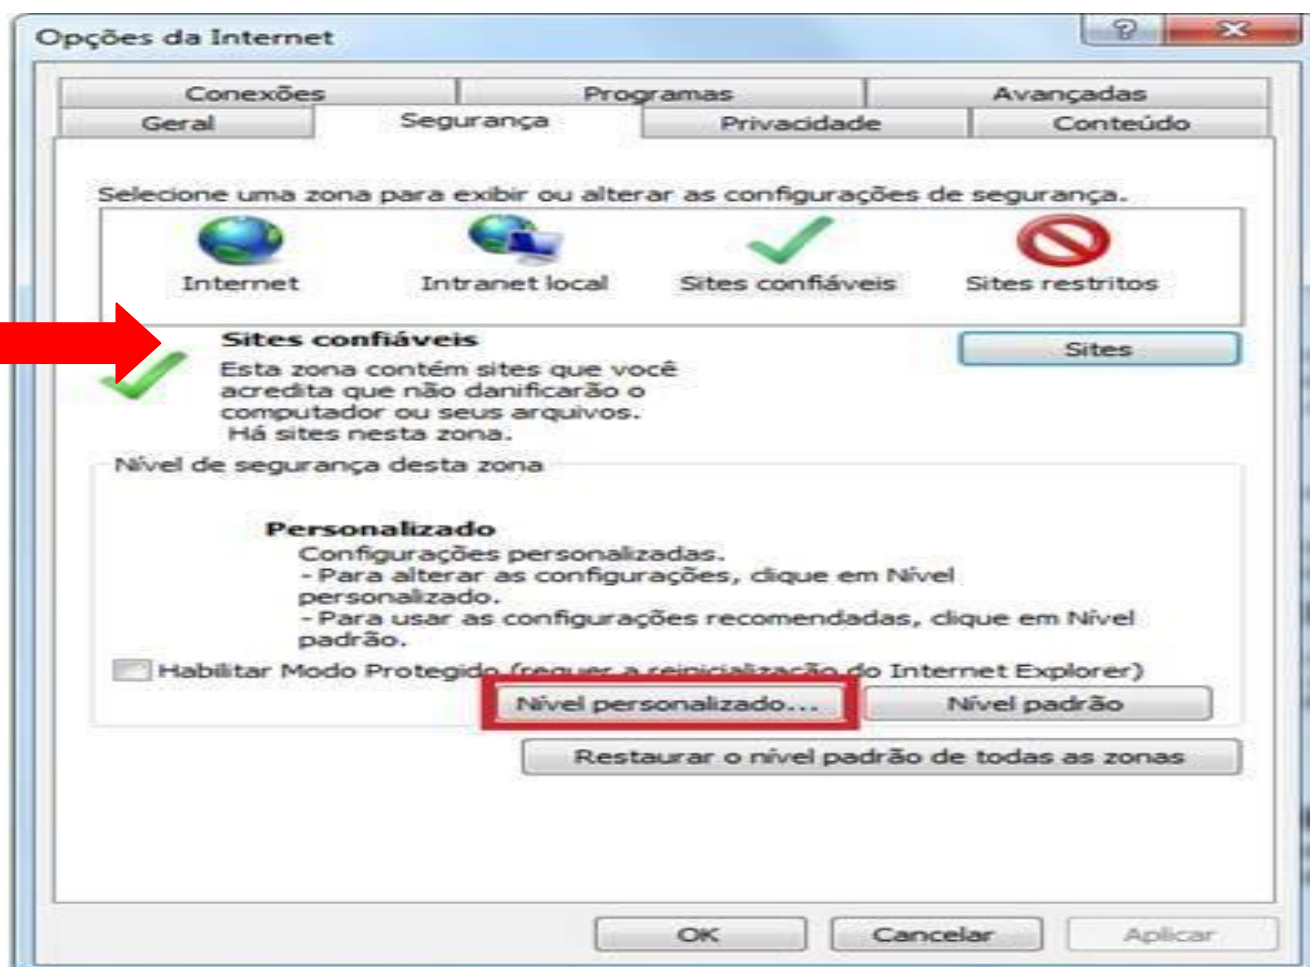 Opções da Internet
Conexões Programas Avançadas
Geral Segurança Privacidade Conteúdo
Selecione uma zona para exibir ou alterar as configurações de segurança.
Internet Intranet local Sites confiáveis Sites restritos
Sites confiáveis
Sites
Esta zona contém sites que você
acredita que não danificarão o
computador ou seus arquivos.
Há sites nesta zona.
Nível de segurança desta zona
Personalizado
Configurações personalizadas.
- Para alterar as configurações, clique em Nível
personalizado.
- Para usar as configurações recomendadas, clique em Nível
padrão.
Habilitar Modo Protegido (requer a reinicialização do Internet Explorer)
Nível personalizado... Nível padrão
Restaurar o nível padrão de todas as zonas
OK Cancelar Aplicar